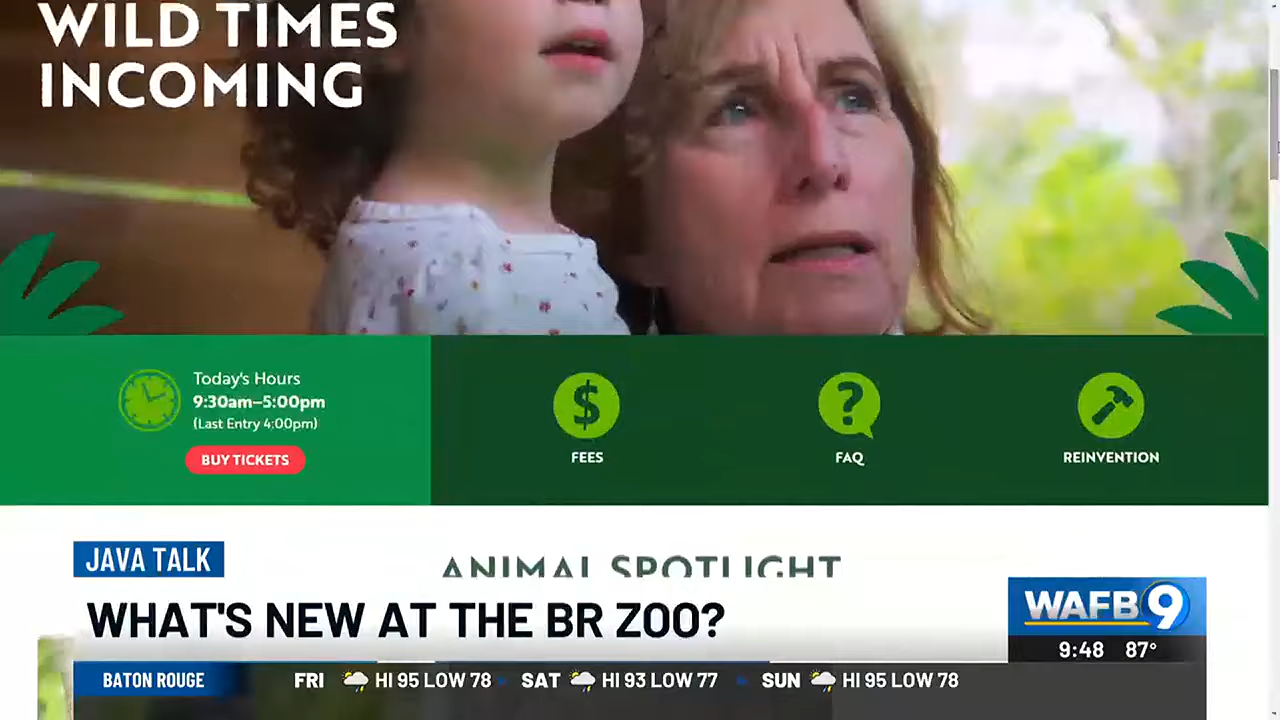 WILD TIMES
INCOMING
Today's Hours
9:30am–5:00pm
(Last Entry 4:00pm)
BUY TICKETS
FEES
FAQ
REINVENTION
ANIMAL SPOTLIGHT
JAVA TALK
WHAT'S NEW AT THE BR ZOO?
WAFB 9
9:48 87°
BATON ROUGE FRI HI 95 LOW 78 SAT HI 93 LOW 77 SUN HI 95 LOW 78